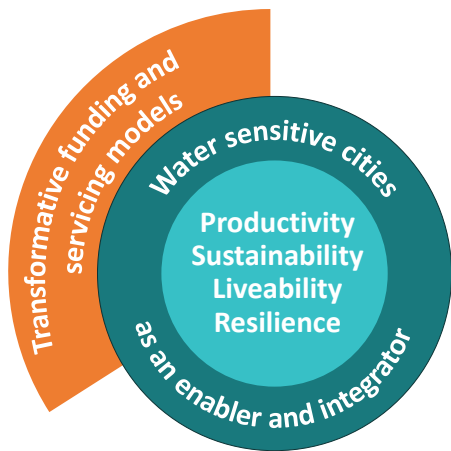 Transformative funding and
servicing models
Water sensitive cities
Productivity
Sustainability
Liveability
Resilience
as an enabler and integrator